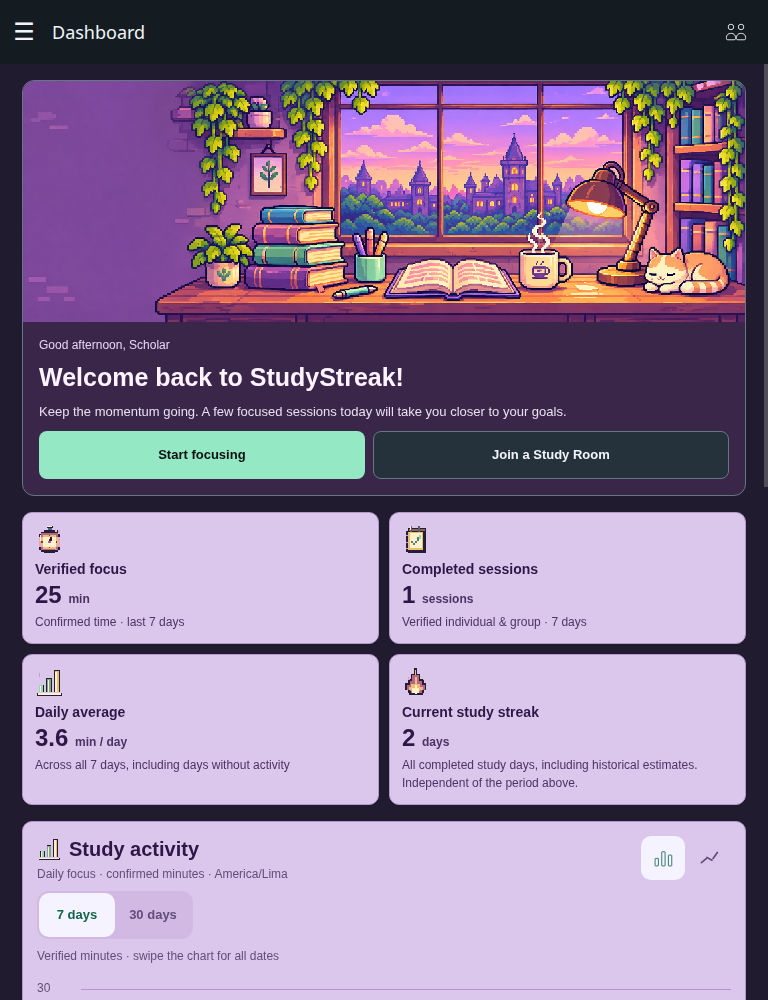 Dashboard
Good afternoon, Scholar
Welcome back to StudyStreak!
Keep the momentum going. A few focused sessions today will take you closer to your goals.
Start focusing
Join a Study Room
Verified focus
25 min
Confirmed time · last 7 days
Completed sessions
1 sessions
Verified individual & group · 7 days
Daily average
3.6 min / day
Across all 7 days, including days without activity
Current study streak
2 days
All completed study days, including historical estimates.
Independent of the period above.
Study activity
Daily focus · confirmed minutes · America/Lima
7 days
30 days
Verified minutes · swipe the chart for all dates
30